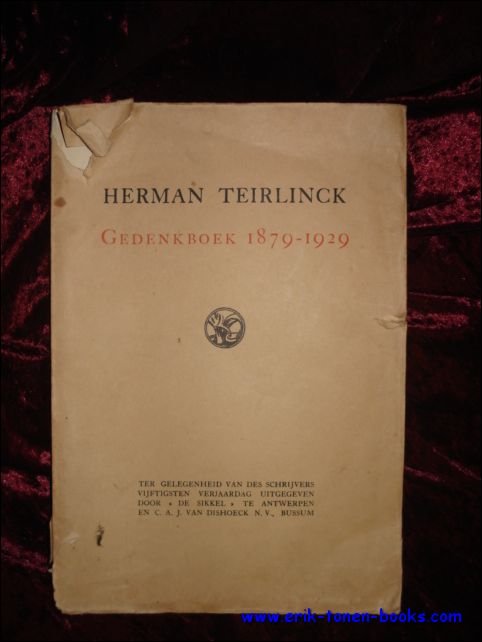 HERMAN TEIRLINCK
GEDENKBOEK 1879-1929
TER GELEGENHEID VAN DES SCHRIJVERS
VIJFTIGSTEN VERJAARDAG UITGEGEVEN
DOOR « DE SIKKEL » TE ANTWERPEN
EN C. A. J. VAN DISHOECK N. V., BUSSUM
www.erik-tonen-books.com